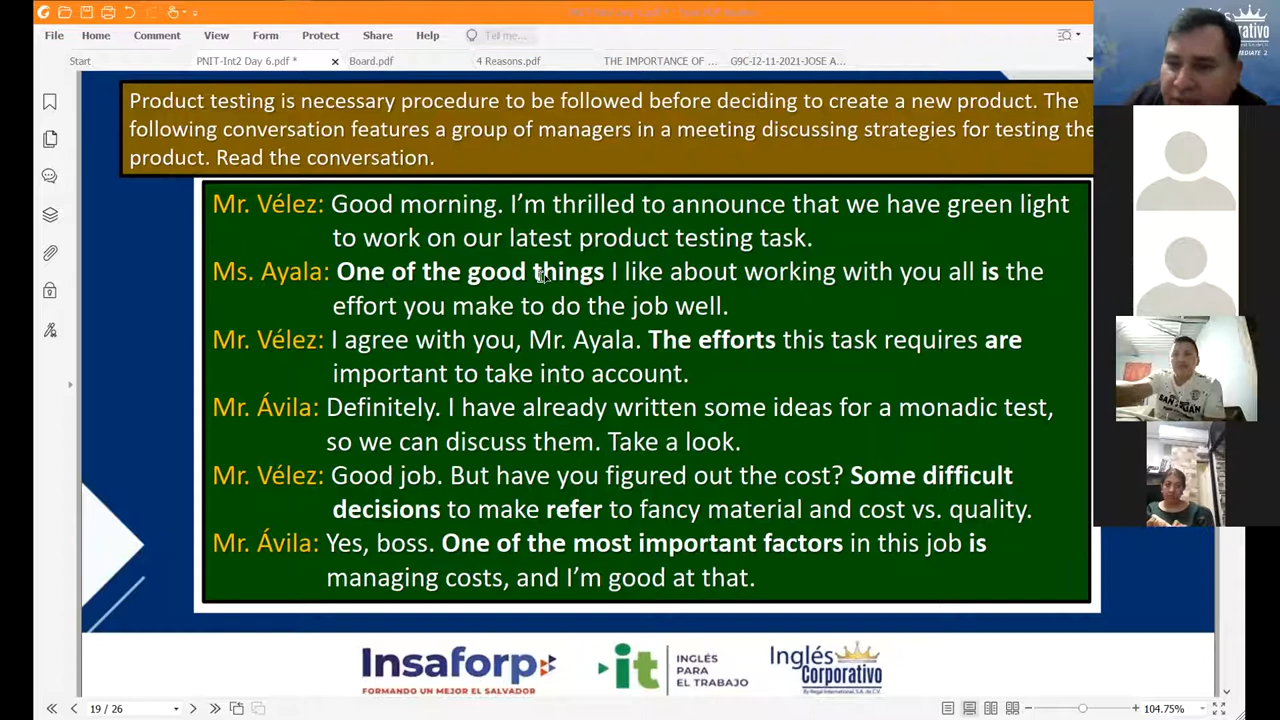 File Home Comment View Form Protect Share Help Tell me...
Start PNIT-Int2 Day 6.pdf * Board.pdf 4 Reasons.pdf THE IMPORTANCE OF ... G9C-I2-11-2021-JOSE A...
Inglés
Corporativo
Product testing is necessary procedure to be followed before deciding to create a new product. The
following conversation features a group of managers in a meeting discussing strategies for testing the
product. Read the conversation.
Mr. Vélez: Good morning. I'm thrilled to announce that we have green light
to work on our latest product testing task.
Ms. Ayala: One of the good things I like about working with you all is the
effort you make to do the job well.
Mr. Vélez: I agree with you, Mr. Ayala. The efforts this task requires are
important to take into account.
Mr. Ávila: Definitely. I have already written some ideas for a monadic test,
so we can discuss them. Take a look.
Mr. Vélez: Good job. But have you figured out the cost? Some difficult
decisions to make refer to fancy material and cost vs. quality.
Mr. Ávila: Yes, boss. One of the most important factors in this job is
managing costs, and I'm good at that.
Insaforp
FORMANDO UN MEJOR EL SALVADOR
it
INGLÉS
PARA
EL TRABAJO
Inglés
Corporativo
19 / 26
104.75%